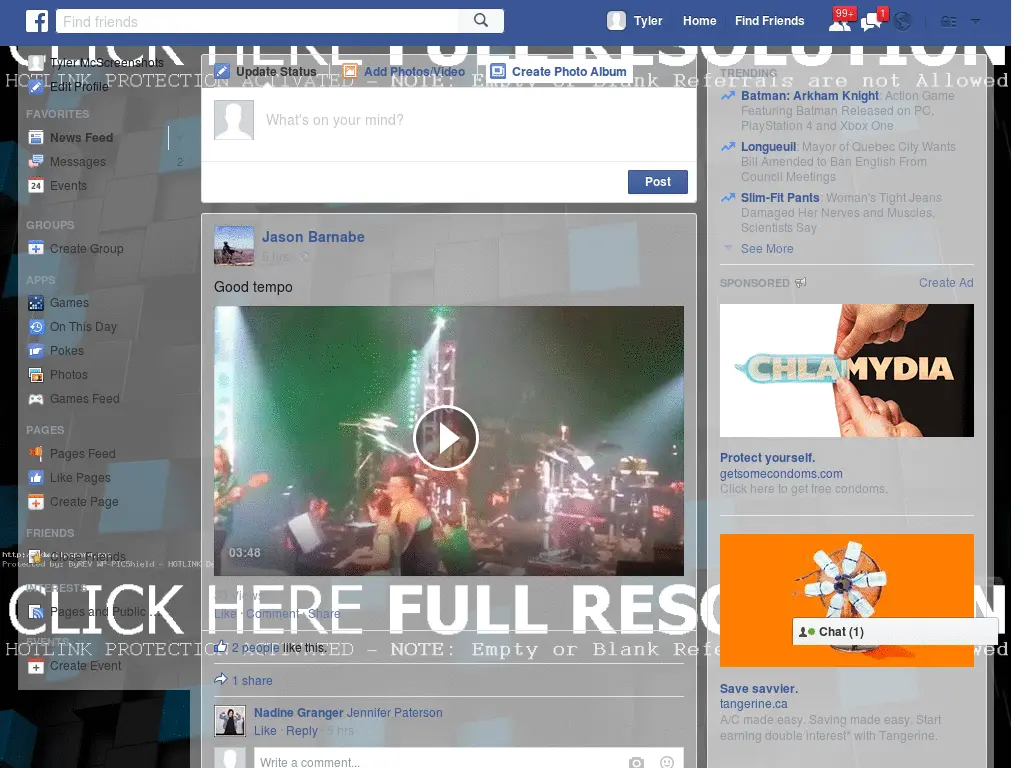 Find friends
Tyler
Home
Find Friends
99+
1
CLICK HERE FULL RESOLUTION
HOTLINK PROTECTION ACTIVATED - NOTE: Empty or Blank Referrals are not Allowed
Tyler McScreenshots
Edit Profile
FAVORITES
News Feed
Messages
2
24
Events
GROUPS
Create Group
APPS
Games
On This Day
Pokes
Photos
Games Feed
PAGES
Pages Feed
Like Pages
Create Page
FRIENDS
Protected by: ByREV WP-PICShield - HOTLINK
INTERESTS
Pages and Public...
EVENTS
Create Event
Update Status
Add Photos/Video
Create Photo Album
What's on your mind?
Post
Jason Barnabe
5 hrs
Good tempo
03:48
33 Views
Like · Comment · Share
CLICK HERE FULL RESOLUTION
HOTLINK PROTECTION ACTIVATED - NOTE: Empty or Blank Referrals are not Allowed
2 people like this.
1 share
Nadine Granger Jennifer Paterson
Like · Reply · 5 hrs
Write a comment...
TRENDING
Batman: Arkham Knight: Action Game
Featuring Batman Released on PC,
PlayStation 4 and Xbox One
Longueuil: Mayor of Quebec City Wants
Bill Amended to Ban English From
Council Meetings
Slim-Fit Pants: Woman's Tight Jeans
Damaged Her Nerves and Muscles,
Scientists Say
See More
SPONSORED
Create Ad
CHLAMYDIA
Protect yourself.
getsomecondoms.com
Click here to get free condoms.
Chat (1)
Save savvier.
tangerine.ca
A/C made easy. Saving made easy. Start
earning double interest* with Tangerine.